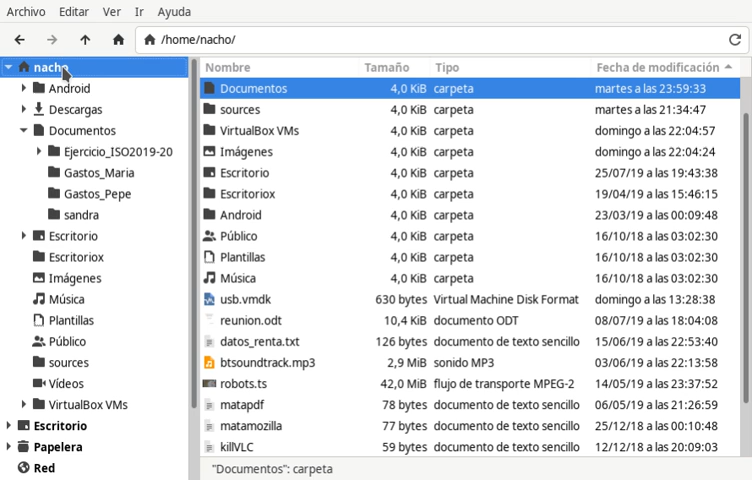 Archivo Editar Ver Ir Ayuda
/home/nacho/
nacho
Android
Descargas
Documentos
Ejercicio_ISO2019-20
Gastos_Maria
Gastos_Pepe
sandra
Escritorio
Escritoriox
Imágenes
Música
Plantillas
Público
sources
Vídeos
VirtualBox VMs
Escritorio
Papelera
Red
Nombre Tamaño Tipo Fecha de modificación
Documentos 4,0 KiB carpeta martes a las 23:59:33
sources 4,0 KiB carpeta martes a las 21:34:47
VirtualBox VMs 4,0 KiB carpeta domingo a las 22:04:57
Imágenes 4,0 KiB carpeta domingo a las 22:04:24
Escritorio 4,0 KiB carpeta 25/07/19 a las 19:43:38
Escritoriox 4,0 KiB carpeta 19/04/19 a las 15:46:15
Android 4,0 KiB carpeta 23/03/19 a las 00:09:48
Público 4,0 KiB carpeta 16/10/18 a las 03:02:30
Plantillas 4,0 KiB carpeta 16/10/18 a las 03:02:30
Música 4,0 KiB carpeta 16/10/18 a las 03:02:30
usb.vmdk 630 bytes Virtual Machine Disk Format domingo a las 13:28:38
reunion.odt 10,4 KiB documento ODT 08/07/19 a las 18:04:08
datos_renta.txt 126 bytes documento de texto sencillo 15/06/19 a las 22:53:40
btsoundtrack.mp3 2,9 MiB sonido MP3 03/06/19 a las 22:13:58
robots.ts 42,0 MiB flujo de transporte MPEG-2 14/05/19 a las 23:37:52
matapdf 78 bytes documento de texto sencillo 06/05/19 a las 21:26:59
matamozilla 77 bytes documento de texto sencillo 25/12/18 a las 00:10:48
killVLC 59 bytes documento de texto sencillo 12/12/18 a las 20:09:03
"Documentos": carpeta